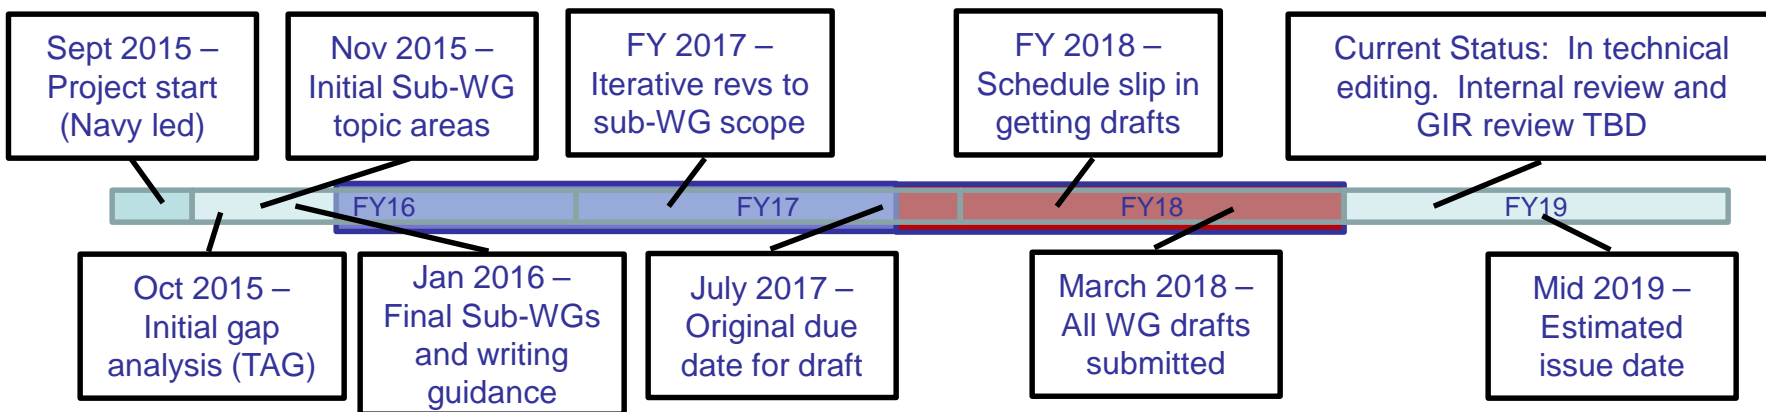 Sept 2015 –
Project start
(Navy led)
Nov 2015 –
Initial Sub-WG
topic areas
FY 2017 –
Iterative revs to
sub-WG scope
FY 2018 –
Schedule slip in
getting drafts
Current Status:  In technical
editing.  Internal review and
GIR review TBD
FY16
FY17
FY18
FY19
Oct 2015 –
Initial gap
analysis (TAG)
Jan 2016 –
Final Sub-WGs
and writing
guidance
July 2017 –
Original due
date for draft
March 2018 –
All WG drafts
submitted
Mid 2019 –
Estimated
issue date